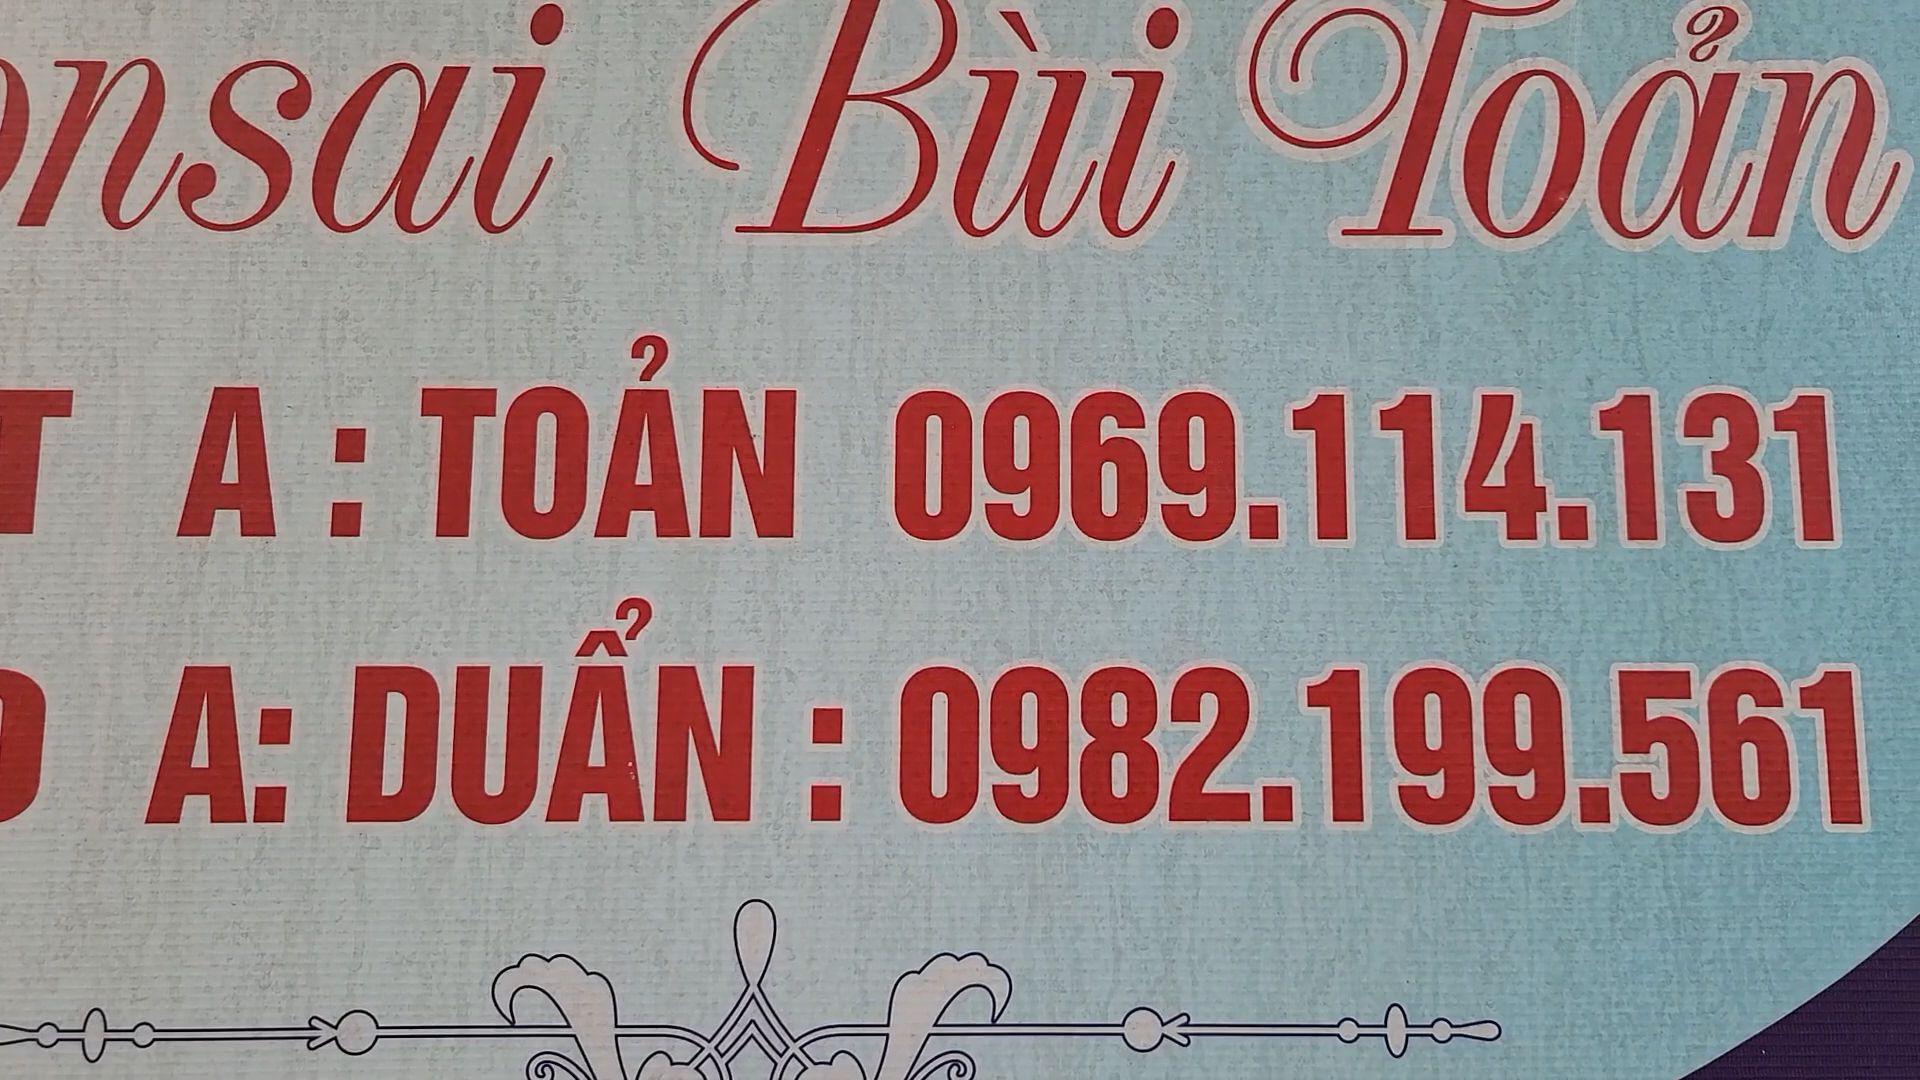 onsai Bùi Toản
T A : TOẢN 0969.114.131
A: DUẨN : 0982.199.561